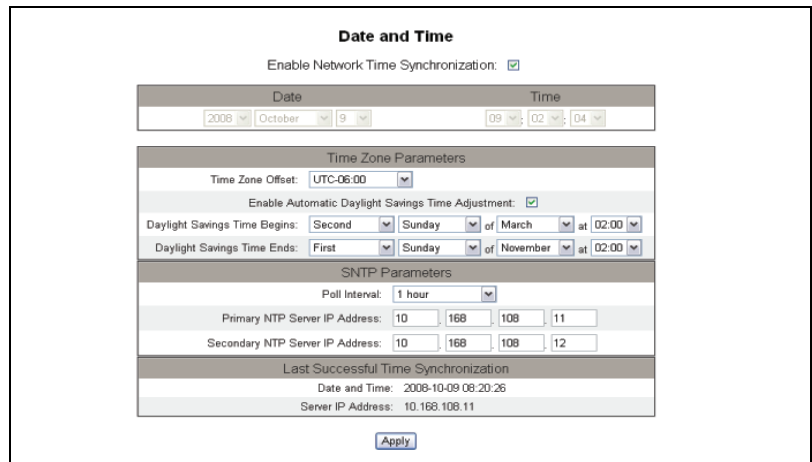 Date and Time
Enable Network Time Synchronization:
Date Time
2008 October 9 09 : 02 : 04
Time Zone Parameters
Time Zone Offset: UTC-06:00
Enable Automatic Daylight Savings Time Adjustment:
Daylight Savings Time Begins: Second Sunday of March at 02:00
Daylight Savings Time Ends: First Sunday of November at 02:00
SNTP Parameters
Poll Interval: 1 hour
Primary NTP Server IP Address: 10 . 168 . 108 . 11
Secondary NTP Server IP Address: 10 . 168 . 108 . 12
Last Successful Time Synchronization
Date and Time: 2008-10-09 08:20:26
Server IP Address: 10.168.108.11
Apply